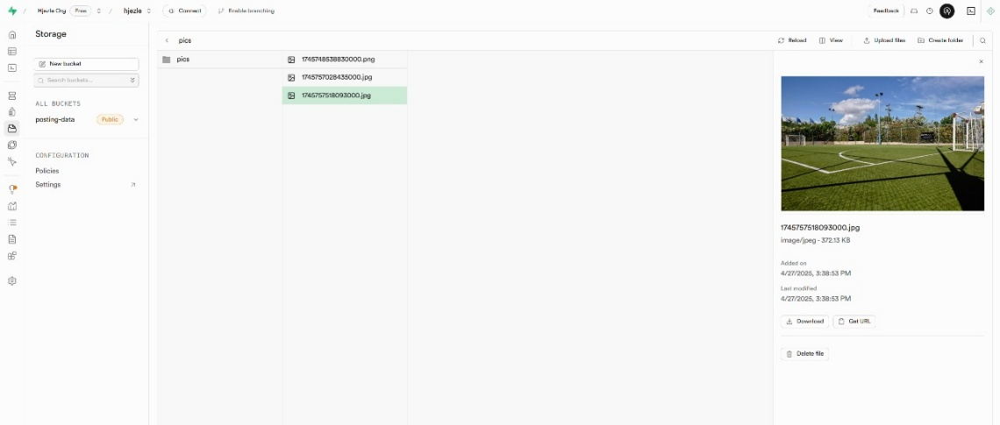 Hjezle Org Free / hjezle Connect Enable branching Feedback
Storage
New bucket
Search buckets...
ALL BUCKETS
posting-data Public
CONFIGURATION
Policies
Settings
pics Reload View Upload files Create folder
pics
1745748538830000.png
1745757028435000.jpg
1745757518093000.jpg
1745757518093000.jpg
image/jpeg - 372.13 KB
Added on
4/27/2025, 3:38:53 PM
Last modified
4/27/2025, 3:38:53 PM
Download Get URL
Delete file